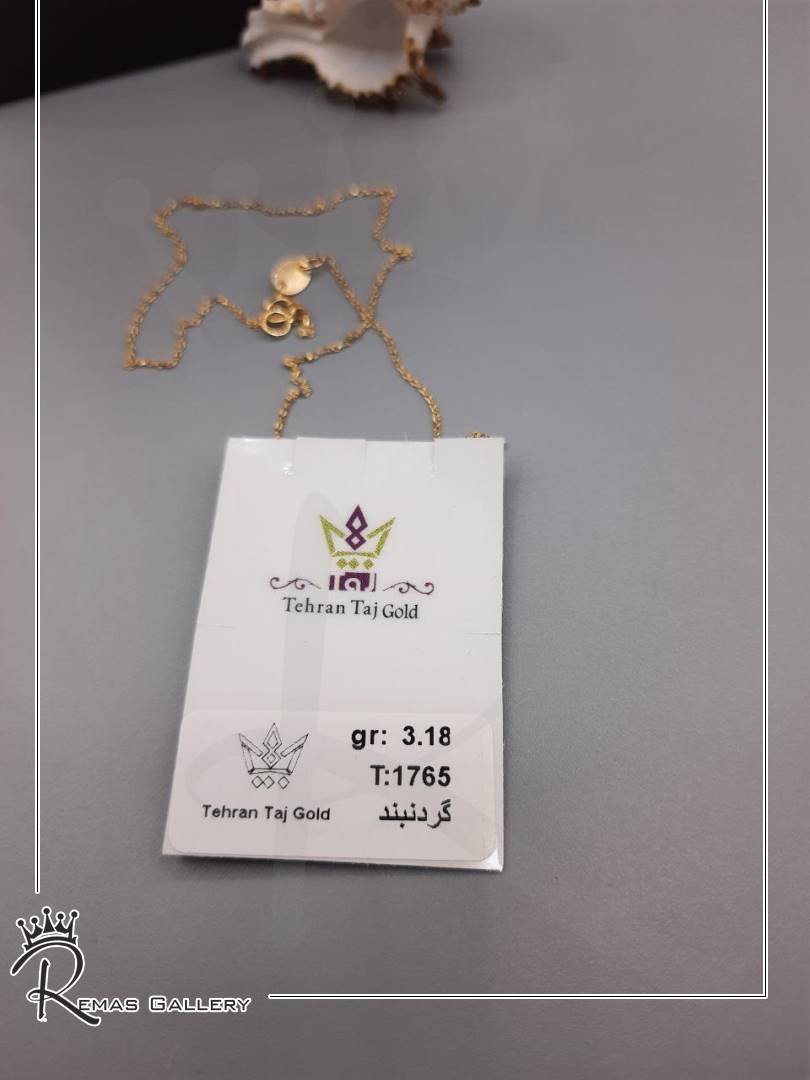 Tehran Taj Gold
gr: 3.18
T:1765
گردنبند
Tehran Taj Gold
REMAS GALLERY